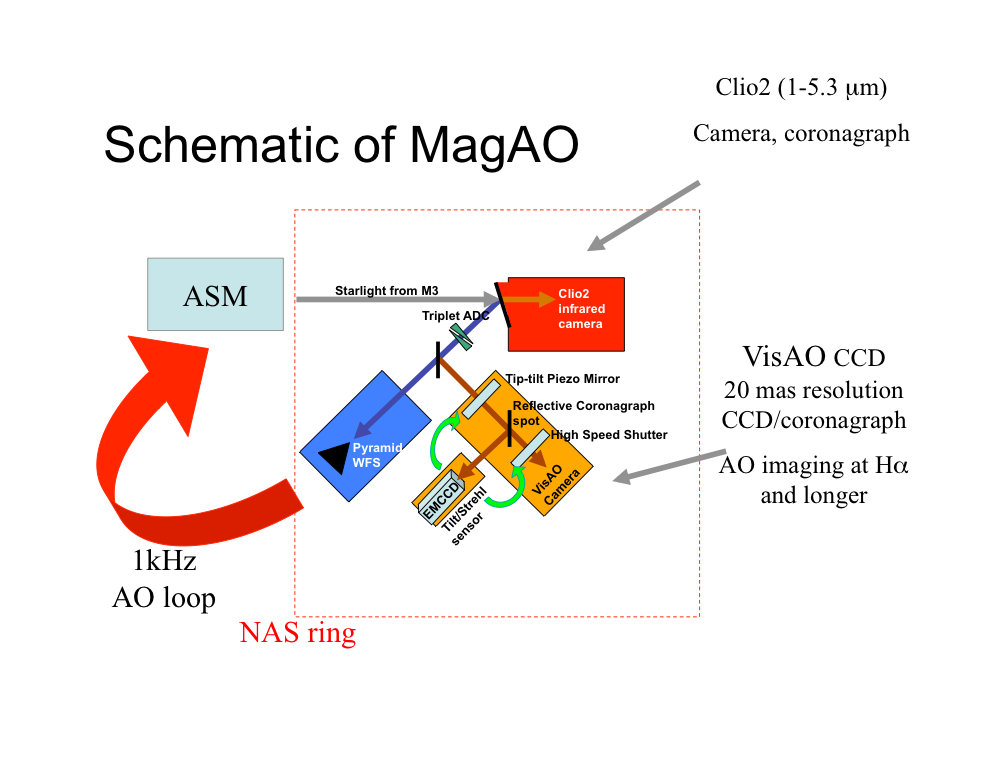 Clio2 (1-5.3 μm)
Camera, coronagraph
Schematic of MagAO
ASM
Starlight from M3
Clio2
infrared
camera
Triplet ADC
Tip-tilt Piezo Mirror
Reflective Coronagraph
spot
High Speed Shutter
Pyramid
WFS
EMCCD
Tilt/Strehl
sensor
VisAO
Camera
VisAO CCD
20 mas resolution
CCD/coronagraph
AO imaging at Hα
and longer
1kHz
AO loop
NAS ring